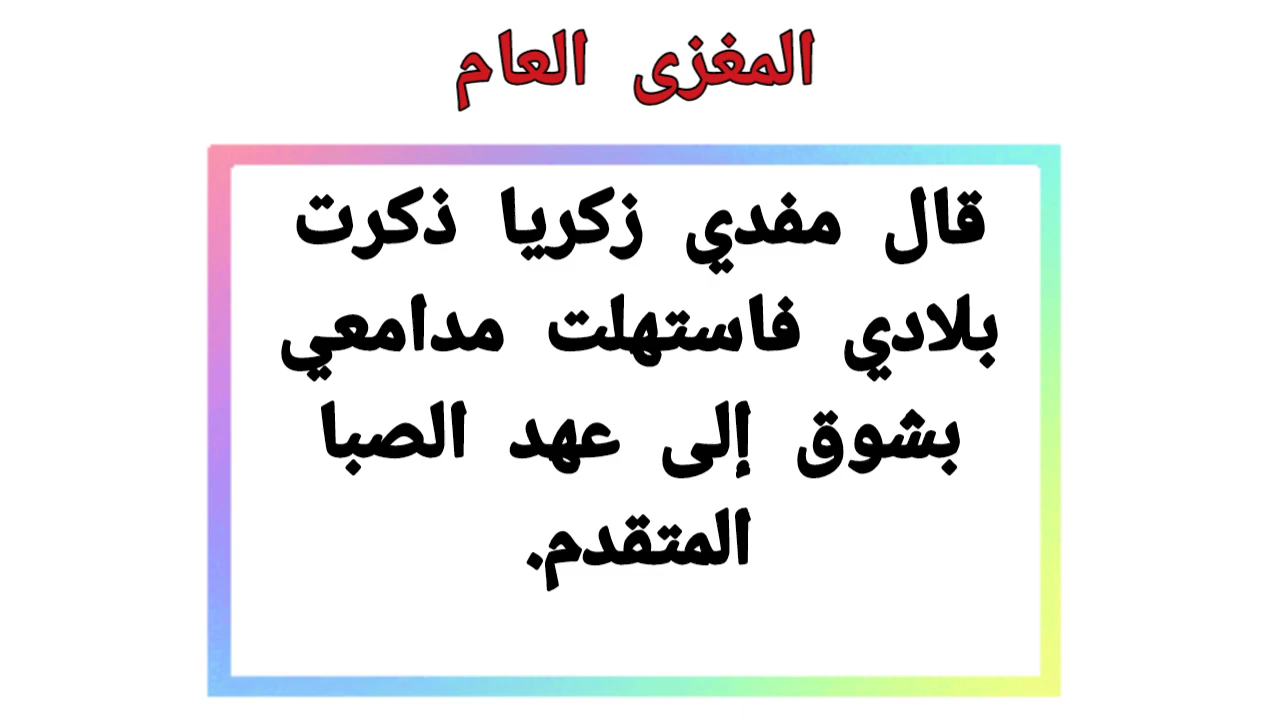 المغزى العام
قال مفدي زكريا ذكرت
بلادي فاستهلت مدامعي
بشوق إلى عهد الصبا
المتقدم.